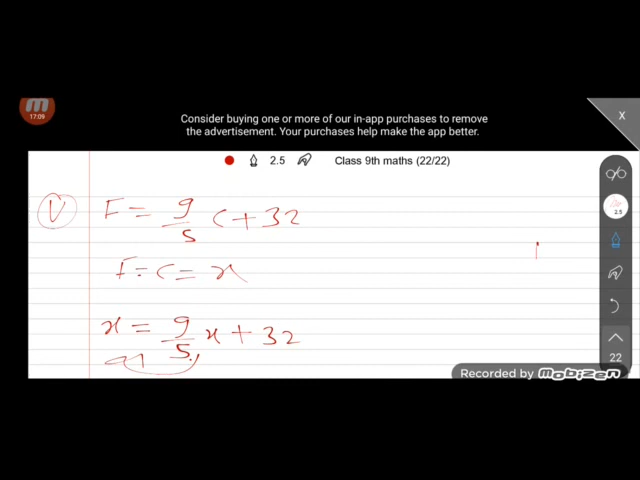 17:09
Consider buying one or more of our in-app purchases to remove
the advertisement. Your purchases help make the app better.
X
2.5 Class 9th maths (22/22)
2.5
V F = 9/5 C + 32
F = C = x
x = 9/5 x + 32
22
Recorded by mobizen